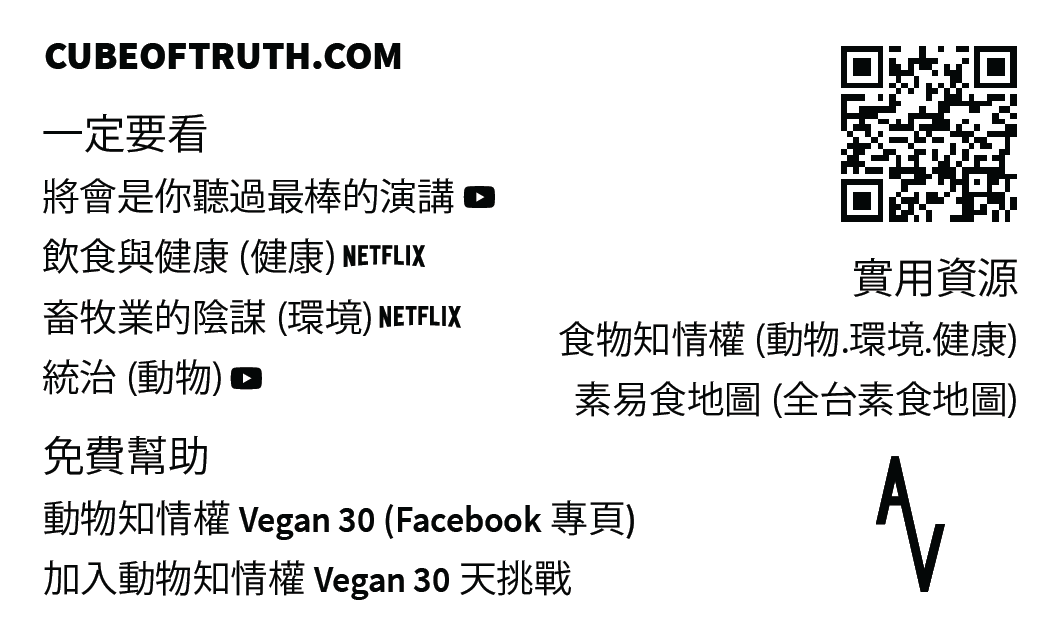 CUBEOFTRUTH.COM
一定要看
將會是你聽過最棒的演講
飲食與健康 (健康) NETFLIX
畜牧業的陰謀 (環境) NETFLIX
統治 (動物)
免費幫助
動物知情權 Vegan 30 (Facebook 專頁)
加入動物知情權 Vegan 30 天挑戰
實用資源
食物知情權 (動物.環境.健康)
素易食地圖 (全台素食地圖)
AV